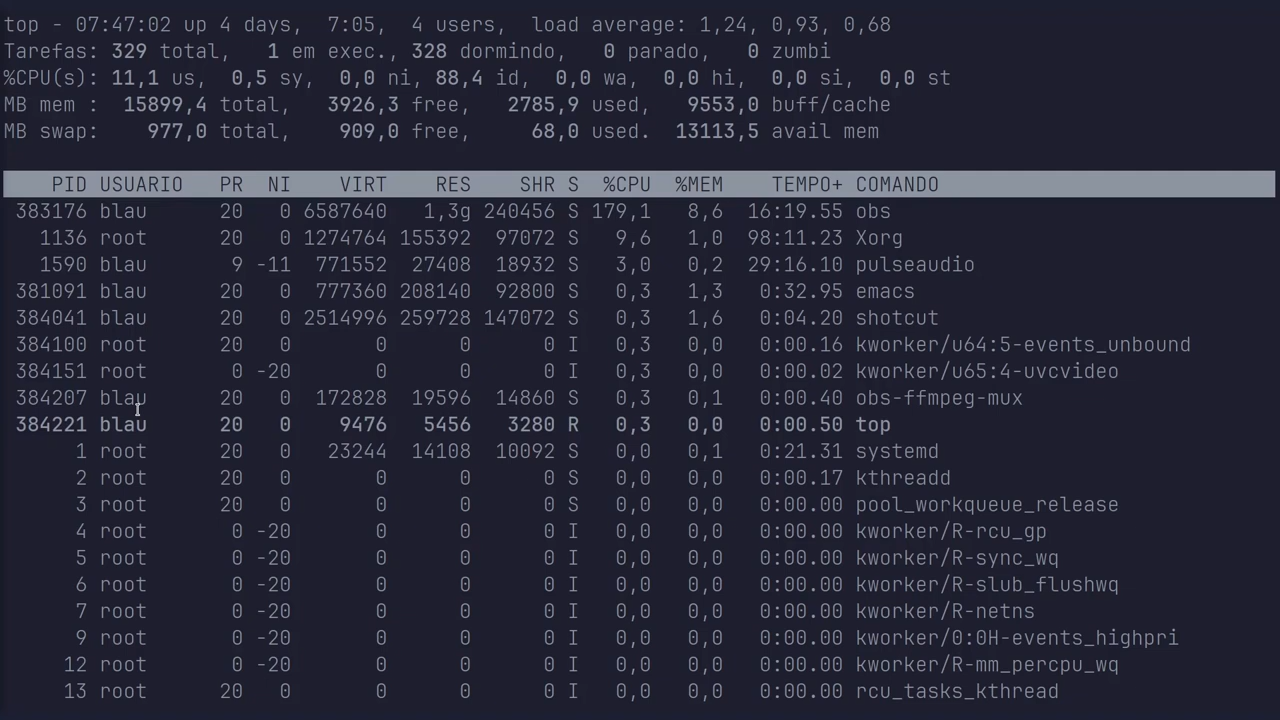 top - 07:47:02 up 4 days,  7:05,  4 users,  load average: 1,24, 0,93, 0,68
Tarefas: 329 total,   1 em exec., 328 dormindo,   0 parado,   0 zumbi
%CPU(s): 11,1 us,  0,5 sy,  0,0 ni, 88,4 id,  0,0 wa,  0,0 hi,  0,0 si,  0,0 st
MB mem :  15899,4 total,   3926,3 free,   2785,9 used,   9553,0 buff/cache
MB swap:    977,0 total,    909,0 free,     68,0 used.  13113,5 avail mem
PID USUARIO   PR  NI    VIRT    RES    SHR S  %CPU  %MEM    TEMPO+ COMANDO
383176 blau      20   0 6587640   1,3g 240456 S 179,1   8,6  16:19.55 obs
1136 root      20   0 1274764 155392  97072 S   9,6   1,0  98:11.23 Xorg
1590 blau       9 -11  771552  27408  18932 S   3,0   0,2  29:16.10 pulseaudio
381091 blau      20   0  777360 208140  92800 S   0,3   1,3   0:32.95 emacs
384041 blau      20   0 2514996 259728 147072 S   0,3   1,6   0:04.20 shotcut
384100 root      20   0       0      0      0 I   0,3   0,0   0:00.16 kworker/u64:5-events_unbound
384151 root       0 -20       0      0      0 I   0,3   0,0   0:00.02 kworker/u65:4-uvcvideo
384207 blau      20   0  172828  19596  14860 S   0,3   0,1   0:00.40 obs-ffmpeg-mux
384221 blau      20   0    9476   5456   3280 R   0,3   0,0   0:00.50 top
1 root      20   0   23244  14108  10092 S   0,0   0,1   0:21.31 systemd
2 root      20   0       0      0      0 S   0,0   0,0   0:00.17 kthreadd
3 root      20   0       0      0      0 S   0,0   0,0   0:00.00 pool_workqueue_release
4 root       0 -20       0      0      0 I   0,0   0,0   0:00.00 kworker/R-rcu_gp
5 root       0 -20       0      0      0 I   0,0   0,0   0:00.00 kworker/R-sync_wq
6 root       0 -20       0      0      0 I   0,0   0,0   0:00.00 kworker/R-slub_flushwq
7 root       0 -20       0      0      0 I   0,0   0,0   0:00.00 kworker/R-netns
9 root       0 -20       0      0      0 I   0,0   0,0   0:00.00 kworker/0:0H-events_highpri
12 root       0 -20       0      0      0 I   0,0   0,0   0:00.00 kworker/R-mm_percpu_wq
13 root      20   0       0      0      0 I   0,0   0,0   0:00.00 rcu_tasks_kthread